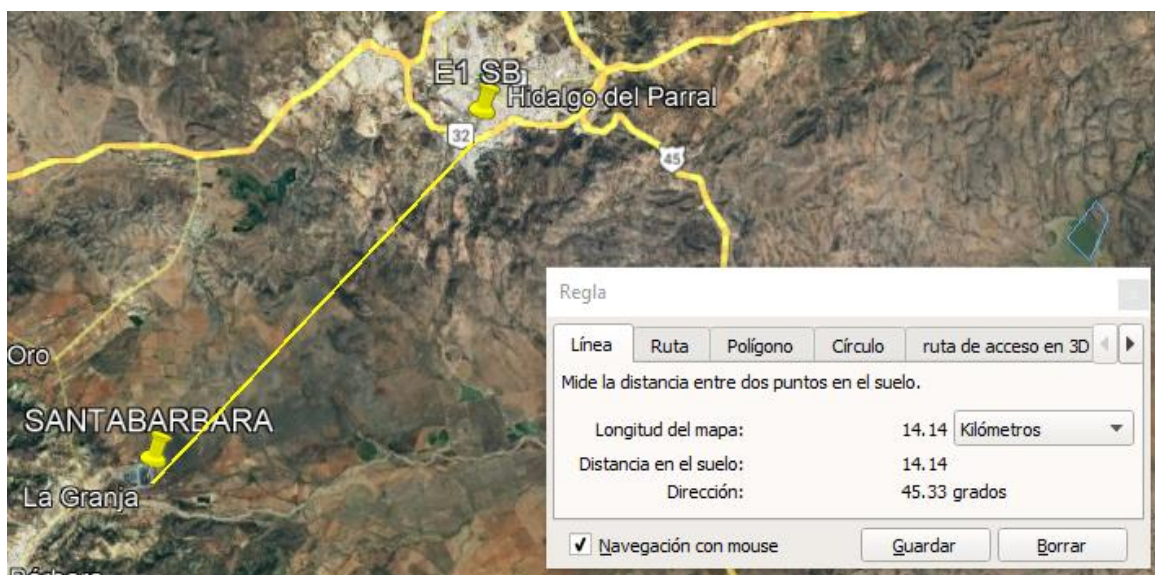 E1 SB
Hidalgo del Parral
32
45
Oro
SANTABARBARA
La Granja
Bárbara
Regla
Línea
Ruta
Polígono
Círculo
ruta de acceso en 3D
Mide la distancia entre dos puntos en el suelo.
Longitud del mapa: 14.14 Kilómetros
Distancia en el suelo: 14.14
Dirección: 45.33 grados
Navegación con mouse
Guardar
Borrar